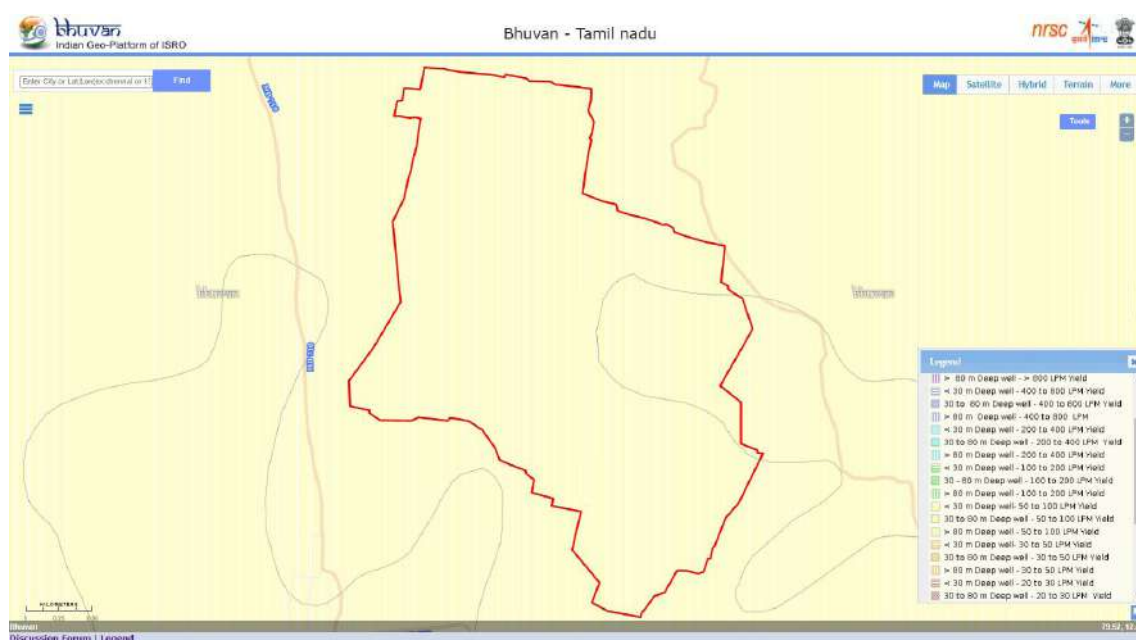 bhuvan
Indian Geo-Platform of ISRO
Bhuvan - Tamil nadu
nrsc
Find
Map Satellite Hybrid Terrain More
Tools
bhuvan
bhuvan
Legend
> 80 m Deep well - > 800 LPM Yield
< 30 m Deep well - 400 to 800 LPM Yield
30 to 80 m Deep well - 400 to 800 LPM Yield
> 80 m Deep well - 400 to 800 LPM
< 30 m Deep well - 200 to 400 LPM Yield
30 to 80 m Deep well - 200 to 400 LPM Yield
> 80 m Deep well - 200 to 400 LPM Yield
< 30 m Deep well - 100 to 200 LPM Yield
30 - 80 m Deep well - 100 to 200 LPM Yield
> 80 m Deep well - 100 to 200 LPM Yield
< 30 m Deep well- 50 to 100 LPM Yield
30 to 80 m Deep well - 50 to 100 LPM Yield
> 80 m Deep well - 50 to 100 LPM Yield
< 30 m Deep well- 30 to 50 LPM Yield
30 to 80 m Deep well - 30 to 50 LPM Yield
> 80 m Deep well - 30 to 50 LPM Yield
< 30 m Deep well - 20 to 30 LPM Yield
30 to 80 m Deep well - 20 to 30 LPM Yield
KILOMETERS
Bhuvan
Discussion Forum | Legend